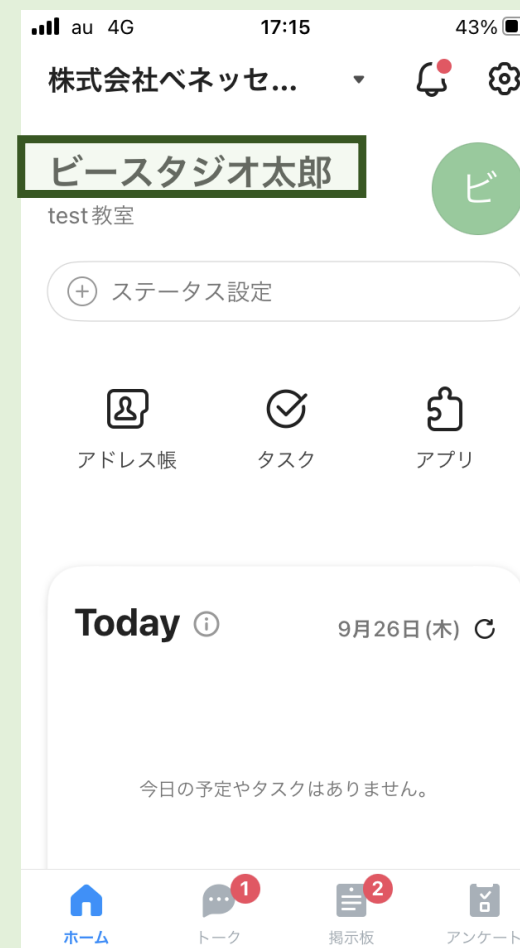 au 4G 17:15 43%
株式会社ベネッセ...
ビースタジオ太郎
ビ
test教室
ステータス設定
アドレス帳 タスク アプリ
Today 9月26日(木)
今日の予定やタスクはありません。
1 2
ホーム トーク 掲示板 アンケート